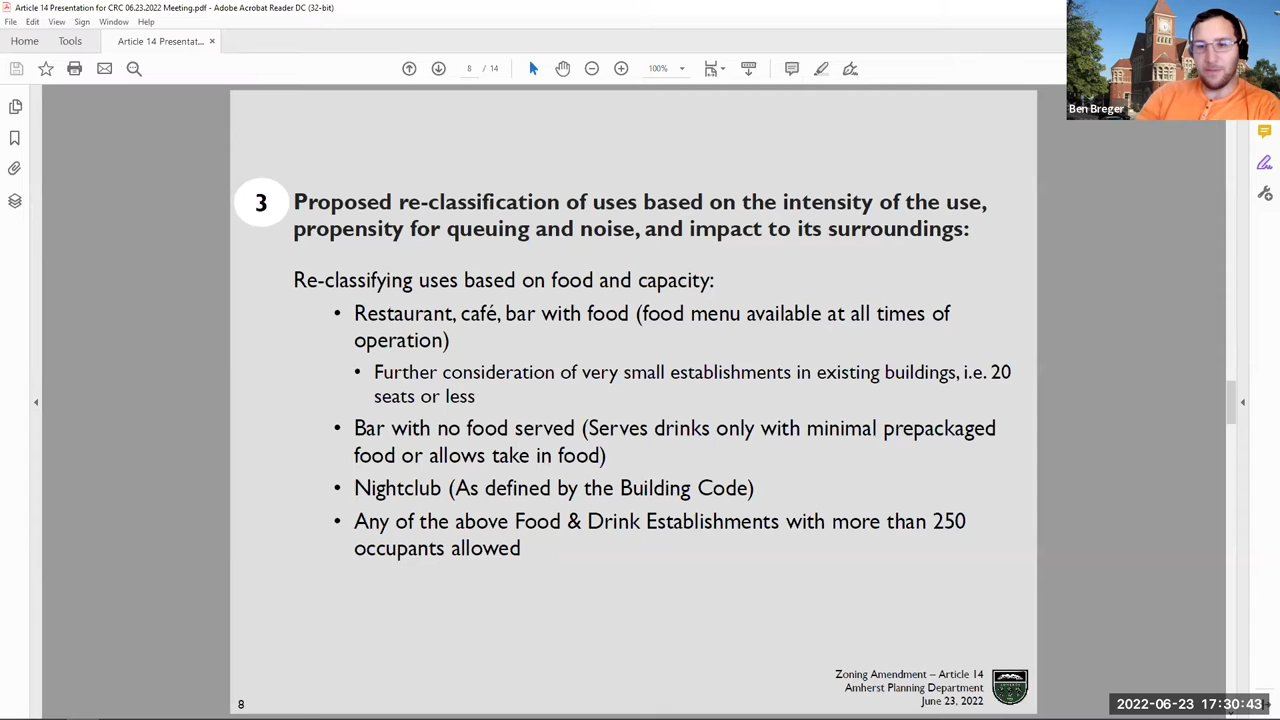 Article 14 Presentation for CRC 06.23.2022 Meeting.pdf - Adobe Acrobat Reader DC (32-bit)
File Edit View Sign Window Help
Home Tools Article 14 Presentat... ×
8 / 14 100%
Ben Breger
3 Proposed re-classification of uses based on the intensity of the use,
propensity for queuing and noise, and impact to its surroundings:
Re-classifying uses based on food and capacity:
• Restaurant, café, bar with food (food menu available at all times of
operation)
• Further consideration of very small establishments in existing buildings, i.e. 20
seats or less
• Bar with no food served (Serves drinks only with minimal prepackaged
food or allows take in food)
• Nightclub (As defined by the Building Code)
• Any of the above Food & Drink Establishments with more than 250
occupants allowed
Zoning Amendment – Article 14
Amherst Planning Department
June 23, 2022
8
2022-06-23 17:30:43